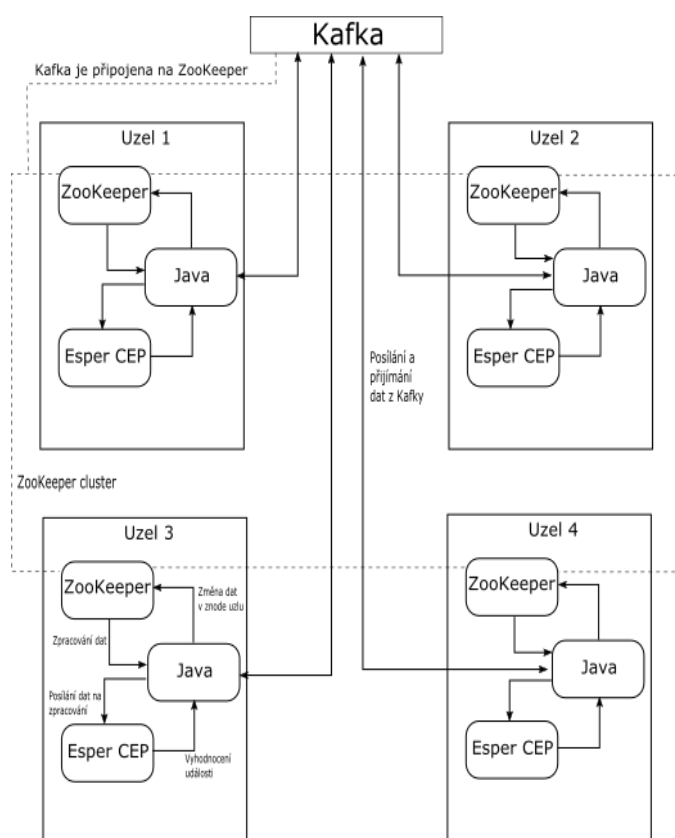 Kafka
Kafka je připojena na ZooKeeper
Uzel 1
ZooKeeper
Java
Esper CEP
Uzel 2
ZooKeeper
Java
Esper CEP
Posílání a
přijímání
dat z Kafky
ZooKeeper cluster
Uzel 3
ZooKeeper
Změna dat
v znode uzlu
Zpracování dat
Java
Posílání dat na
zpracování
Esper CEP
Vyhodnocení
události
Uzel 4
ZooKeeper
Java
Esper CEP